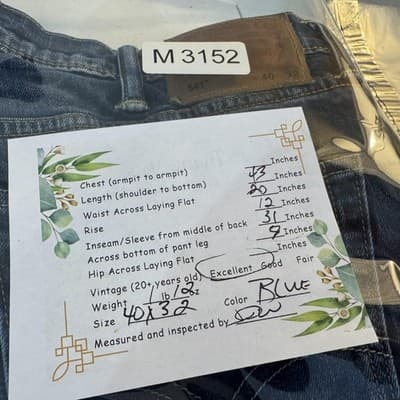 M 3152
541 40 32
Chest (armpit to armpit) Inches
Length (shoulder to bottom) 43 Inches
Waist Across Laying Flat 20 Inches
Rise 12 Inches
Inseam/Sleeve from middle of back 31 Inches
Across bottom of pant leg 9 Inches
Hip Across Laying Flat Inches
Vintage (20+ years old) Excellent Good Fair
Weight 1 lb 12 oz Color BLUE
Size 40x32
Measured and inspected by